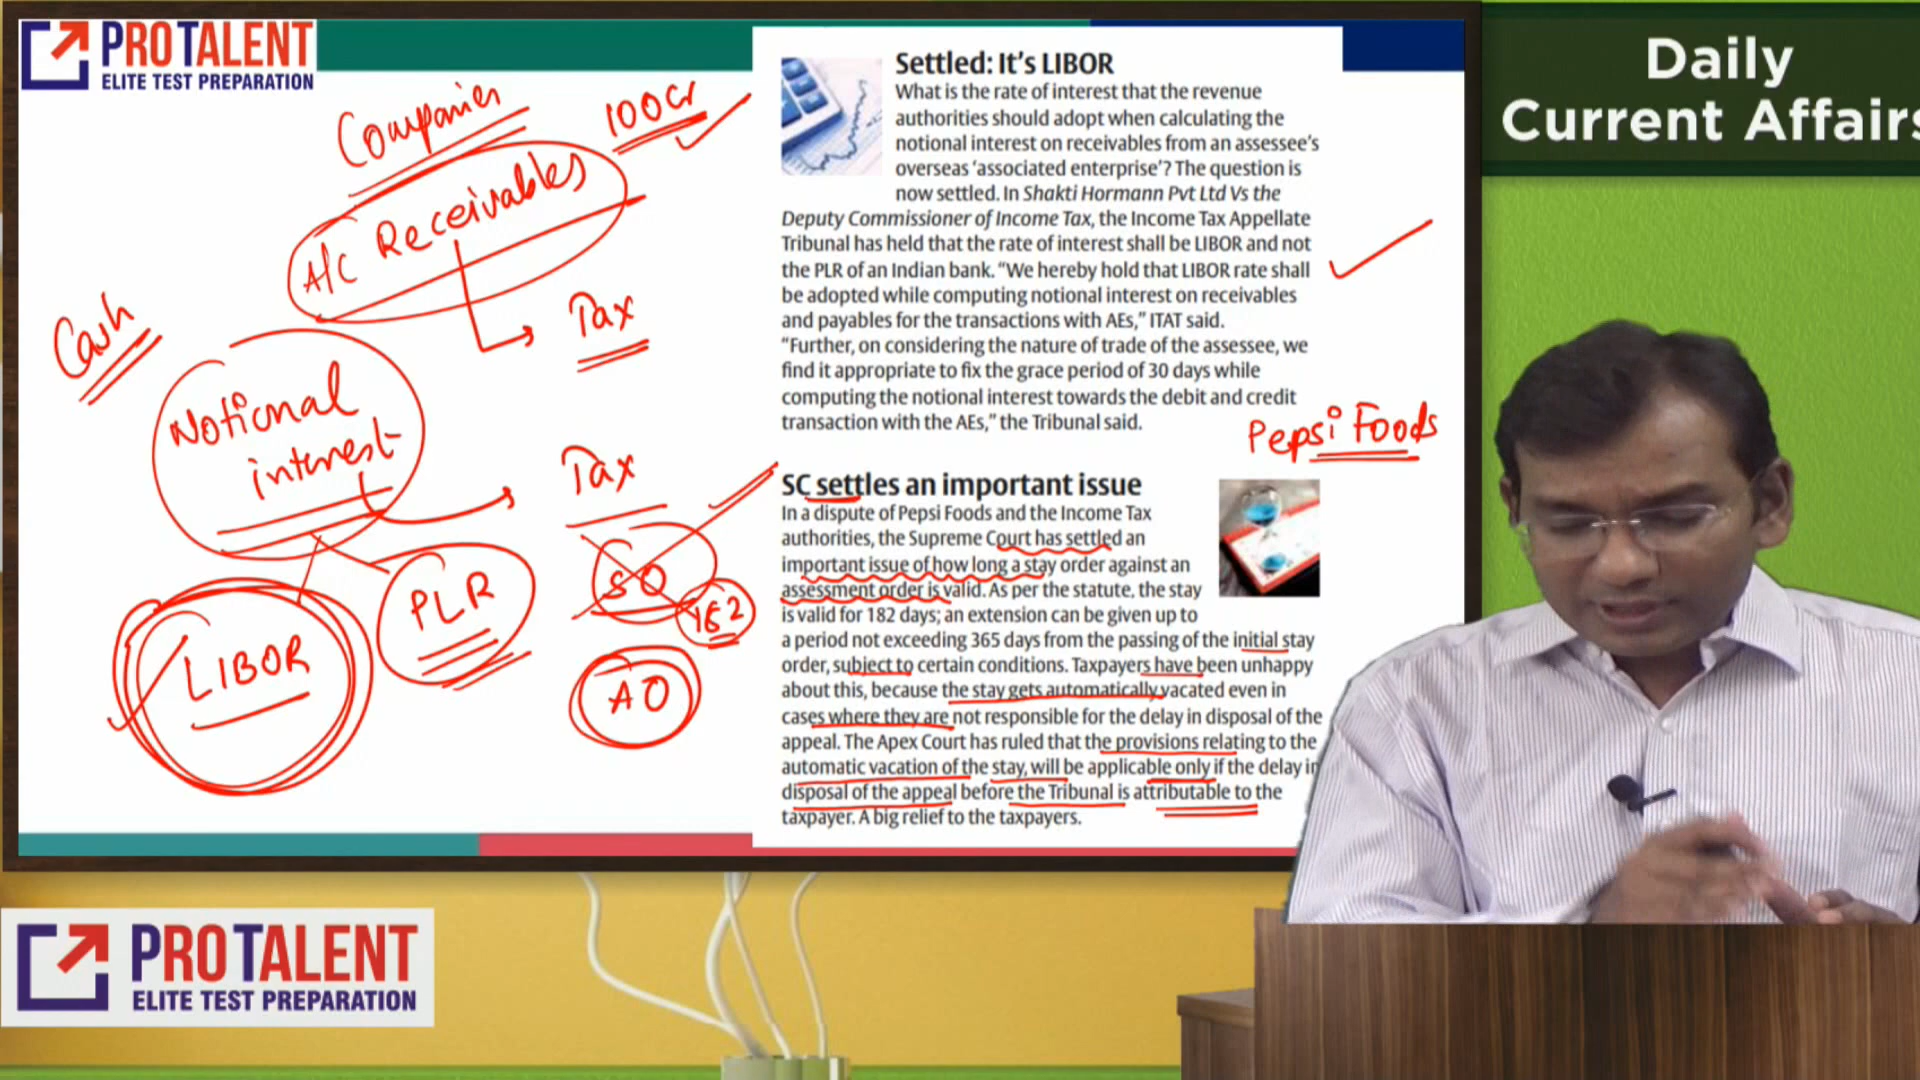 PROTALENT
ELITE TEST PREPARATION
Companies
100Cr
A/C Receivables
Tax
Cash
Notional
interest
Tax
SO
182
PLR
LIBOR
AO
Settled: It’s LIBOR
What is the rate of interest that the revenue
authorities should adopt when calculating the
notional interest on receivables from an assessee’s
overseas ‘associated enterprise’? The question is
now settled. In Shakti Hormann Pvt Ltd Vs the
Deputy Commissioner of Income Tax, the Income Tax Appellate
Tribunal has held that the rate of interest shall be LIBOR and not
the PLR of an Indian bank. “We hereby hold that LIBOR rate shall
be adopted while computing notional interest on receivables
and payables for the transactions with AEs,” ITAT said.
“Further, on considering the nature of trade of the assessee, we
find it appropriate to fix the grace period of 30 days while
computing the notional interest towards the debit and credit
transaction with the AEs,” the Tribunal said.
Pepsi Foods
SC settles an important issue
In a dispute of Pepsi Foods and the Income Tax
authorities, the Supreme Court has settled an
important issue of how long a stay order against an
assessment order is valid. As per the statute, the stay
is valid for 182 days; an extension can be given up to
a period not exceeding 365 days from the passing of the initial stay
order, subject to certain conditions. Taxpayers have been unhappy
about this, because the stay gets automatically vacated even in
cases where they are not responsible for the delay in disposal of the
appeal. The Apex Court has ruled that the provisions relating to the
automatic vacation of the stay, will be applicable only if the delay in
disposal of the appeal before the Tribunal is attributable to the
taxpayer. A big relief to the taxpayers.
Daily
Current Affairs
PROTALENT
ELITE TEST PREPARATION